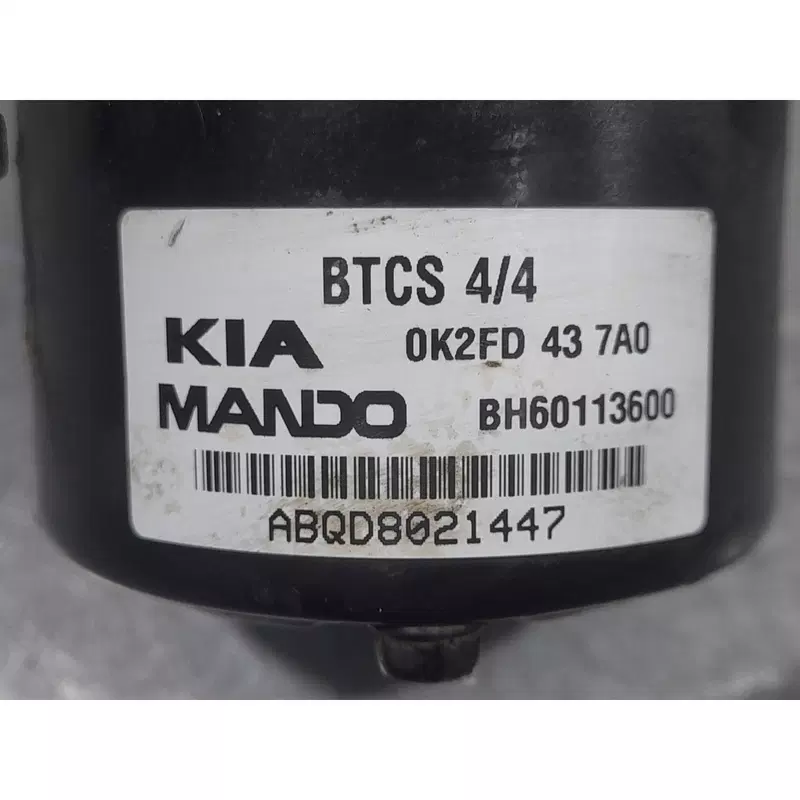 BTCS 4/4
KIA 0K2FD 43 7A0
MANDO BH60113600
ABQD8021447